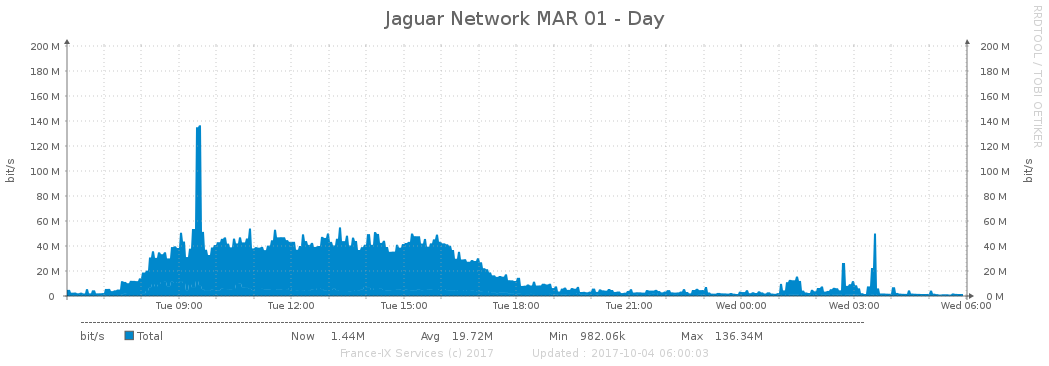 Jaguar Network MAR 01 - Day
RRDTOOL / TOBI OETIKER
bit/s
200 M
180 M
160 M
140 M
120 M
100 M
80 M
60 M
40 M
20 M
0
200 M
180 M
160 M
140 M
120 M
100 M
80 M
60 M
40 M
20 M
0 M
bit/s
Tue 09:00 Tue 12:00 Tue 15:00 Tue 18:00 Tue 21:00 Wed 00:00 Wed 03:00 Wed 06:00
bit/s Total Now 1.44M Avg 19.72M Min 982.06k Max 136.34M
France-IX Services (c) 2017 Updated : 2017-10-04 06:00:03